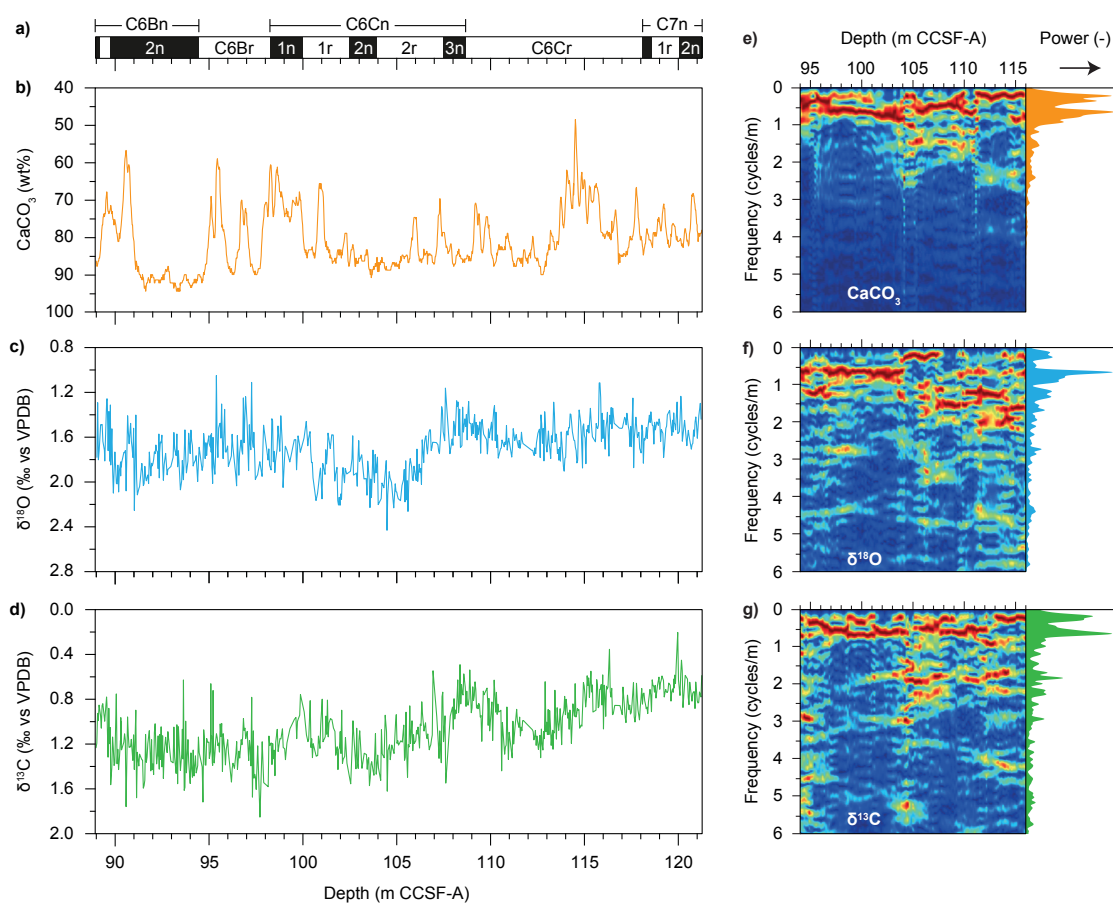 C6Bn C6Cn C7n
a) 2n C6Br 1n 1r 2n 2r 3n C6Cr 1r 2n
b)
40
50
60
70
80
90
100
CaCO₃ (wt%)
c)
0.8
1.2
1.6
2.0
2.4
2.8
δ¹⁸O (‰ vs VPDB)
d)
0.0
0.4
0.8
1.2
1.6
2.0
δ¹³C (‰ vs VPDB)
90 95 100 105 110 115 120
Depth (m CCSF-A)
e) Depth (m CCSF-A) Power (-)
95 100 105 110 115
0
1
2
3
4
5
6
Frequency (cycles/m)
CaCO₃
f)
0
1
2
3
4
5
6
Frequency (cycles/m)
δ¹⁸O
g)
0
1
2
3
4
5
6
Frequency (cycles/m)
δ¹³C